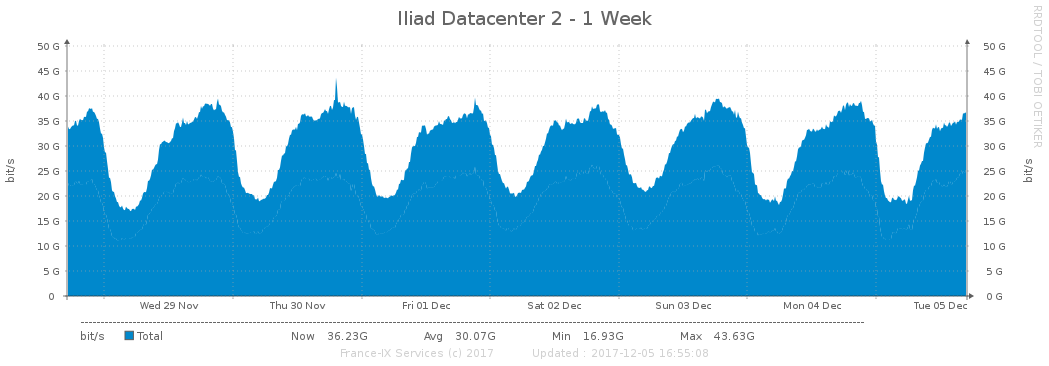 Iliad Datacenter 2 - 1 Week
RRDTOOL / TOBI OETIKER
50 G 50 G
45 G 45 G
40 G 40 G
35 G 35 G
30 G 30 G
25 G 25 G
20 G 20 G
15 G 15 G
10 G 10 G
5 G 5 G
0 0 G
bit/s bit/s
Wed 29 Nov Thu 30 Nov Fri 01 Dec Sat 02 Dec Sun 03 Dec Mon 04 Dec Tue 05 Dec
bit/s Total Now 36.23G Avg 30.07G Min 16.93G Max 43.63G
France-IX Services (c) 2017 Updated : 2017-12-05 16:55:08